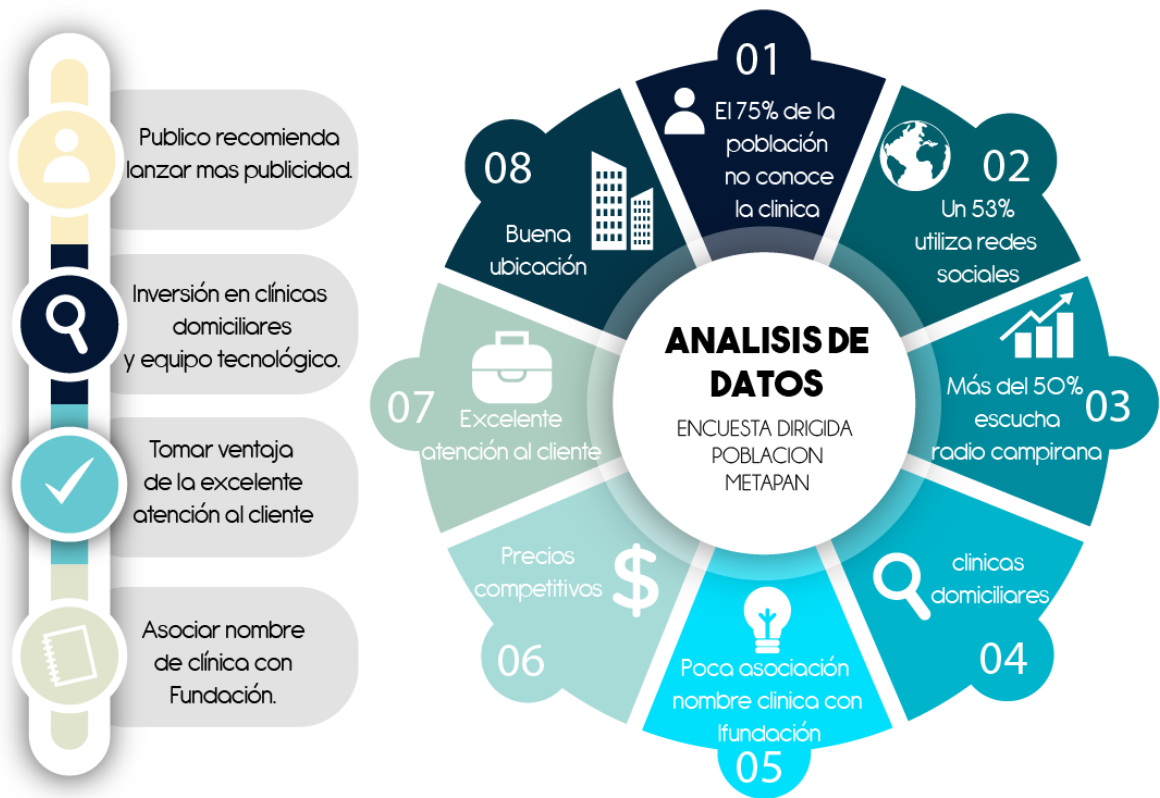 Publico recomienda
lanzar mas publicidad.
Inversión en clínicas
domiciliares
y equipo tecnológico.
Tomar ventaja
de la excelente
atención al cliente
Asociar nombre
de clínica con
Fundación.
ANALISIS DE
DATOS
ENCUESTA DIRIGIDA
POBLACION
METAPAN
01
El 75% de la
población
no conoce
la clinica
02
Un 53%
utiliza redes
sociales
03
Más del 50%
escucha
radio campirana
04
clinicas
domiciliares
05
Poca asociación
nombre clinica con
lfundación
06
Precios
competitivos
07
Excelente
atención al cliente
08
Buena
ubicación